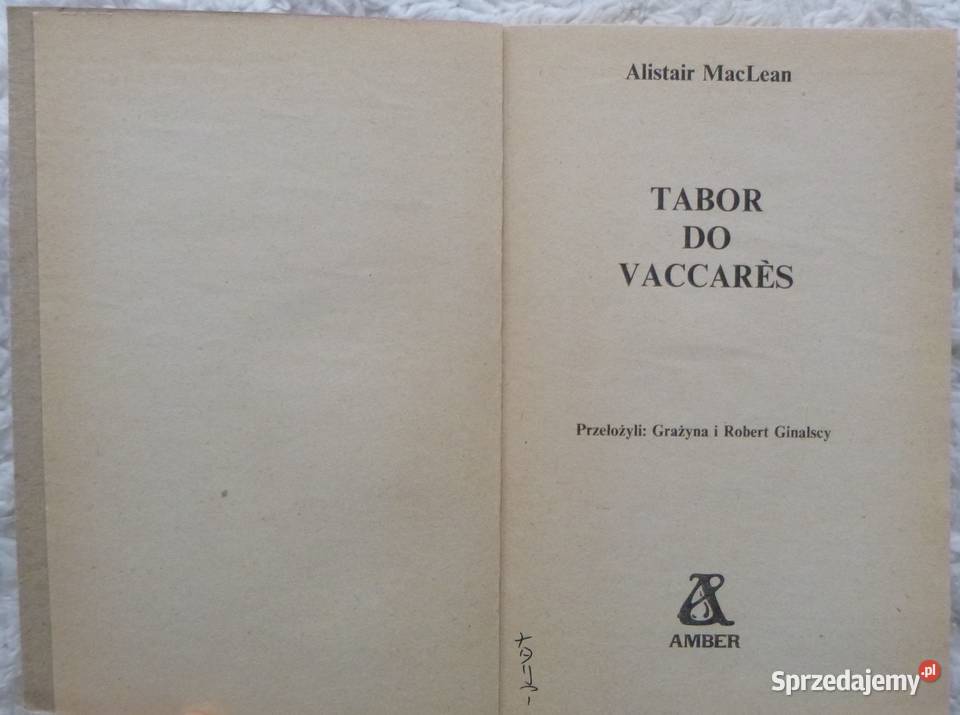 Alistair MacLean
TABOR
DO
VACCARÈS
Przełożyli: Grażyna i Robert Ginalscy
AMBER
Sprzedajemy.pl